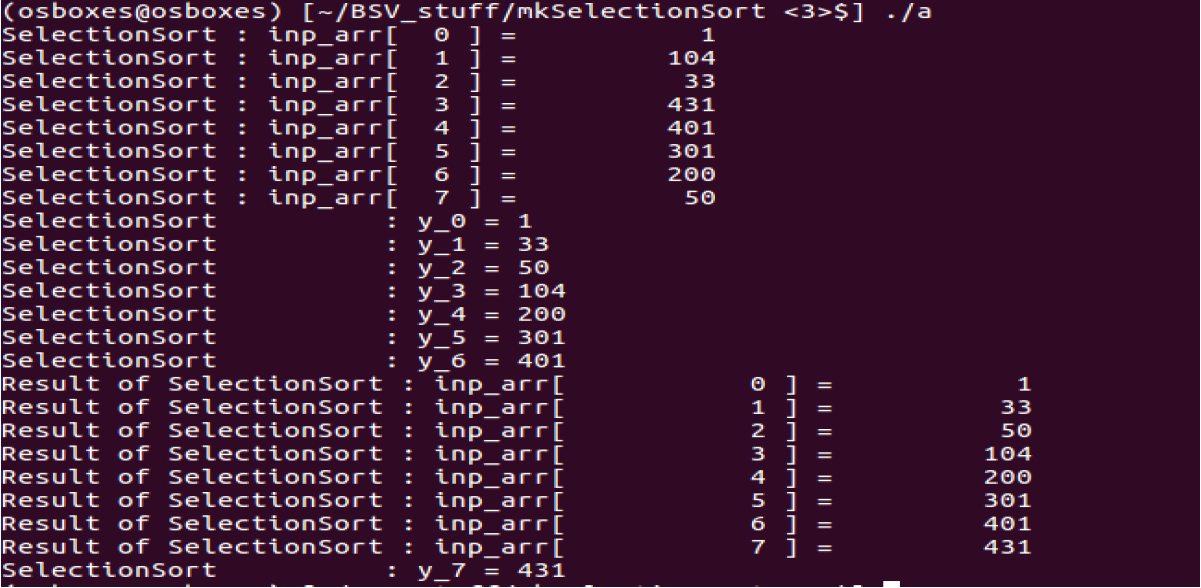 (osboxes@osboxes) [~/BSV_stuff/mkSelectionSort <3>$] ./a
SelectionSort : inp_arr[  0 ] =          1
SelectionSort : inp_arr[  1 ] =        104
SelectionSort : inp_arr[  2 ] =         33
SelectionSort : inp_arr[  3 ] =        431
SelectionSort : inp_arr[  4 ] =        401
SelectionSort : inp_arr[  5 ] =        301
SelectionSort : inp_arr[  6 ] =        200
SelectionSort : inp_arr[  7 ] =         50
SelectionSort          : y_0 = 1
SelectionSort          : y_1 = 33
SelectionSort          : y_2 = 50
SelectionSort          : y_3 = 104
SelectionSort          : y_4 = 200
SelectionSort          : y_5 = 301
SelectionSort          : y_6 = 401
Result of SelectionSort : inp_arr[          0 ] =          1
Result of SelectionSort : inp_arr[          1 ] =         33
Result of SelectionSort : inp_arr[          2 ] =         50
Result of SelectionSort : inp_arr[          3 ] =        104
Result of SelectionSort : inp_arr[          4 ] =        200
Result of SelectionSort : inp_arr[          5 ] =        301
Result of SelectionSort : inp_arr[          6 ] =        401
Result of SelectionSort : inp_arr[          7 ] =        431
SelectionSort          : y_7 = 431